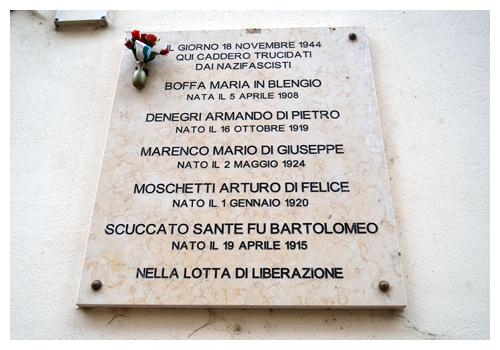 IL GIORNO 18 NOVEMBRE 1944
QUI CADDERO TRUCIDATI
DAI NAZIFASCISTI
BOFFA MARIA IN BLENGIO
NATA IL 5 APRILE 1908
DENEGRI ARMANDO DI PIETRO
NATO IL 16 OTTOBRE 1919
MARENCO MARIO DI GIUSEPPE
NATO IL 2 MAGGIO 1924
MOSCHETTI ARTURO DI FELICE
NATO IL 1 GENNAIO 1920
SCUCCATO SANTE FU BARTOLOMEO
NATO IL 19 APRILE 1915
NELLA LOTTA DI LIBERAZIONE